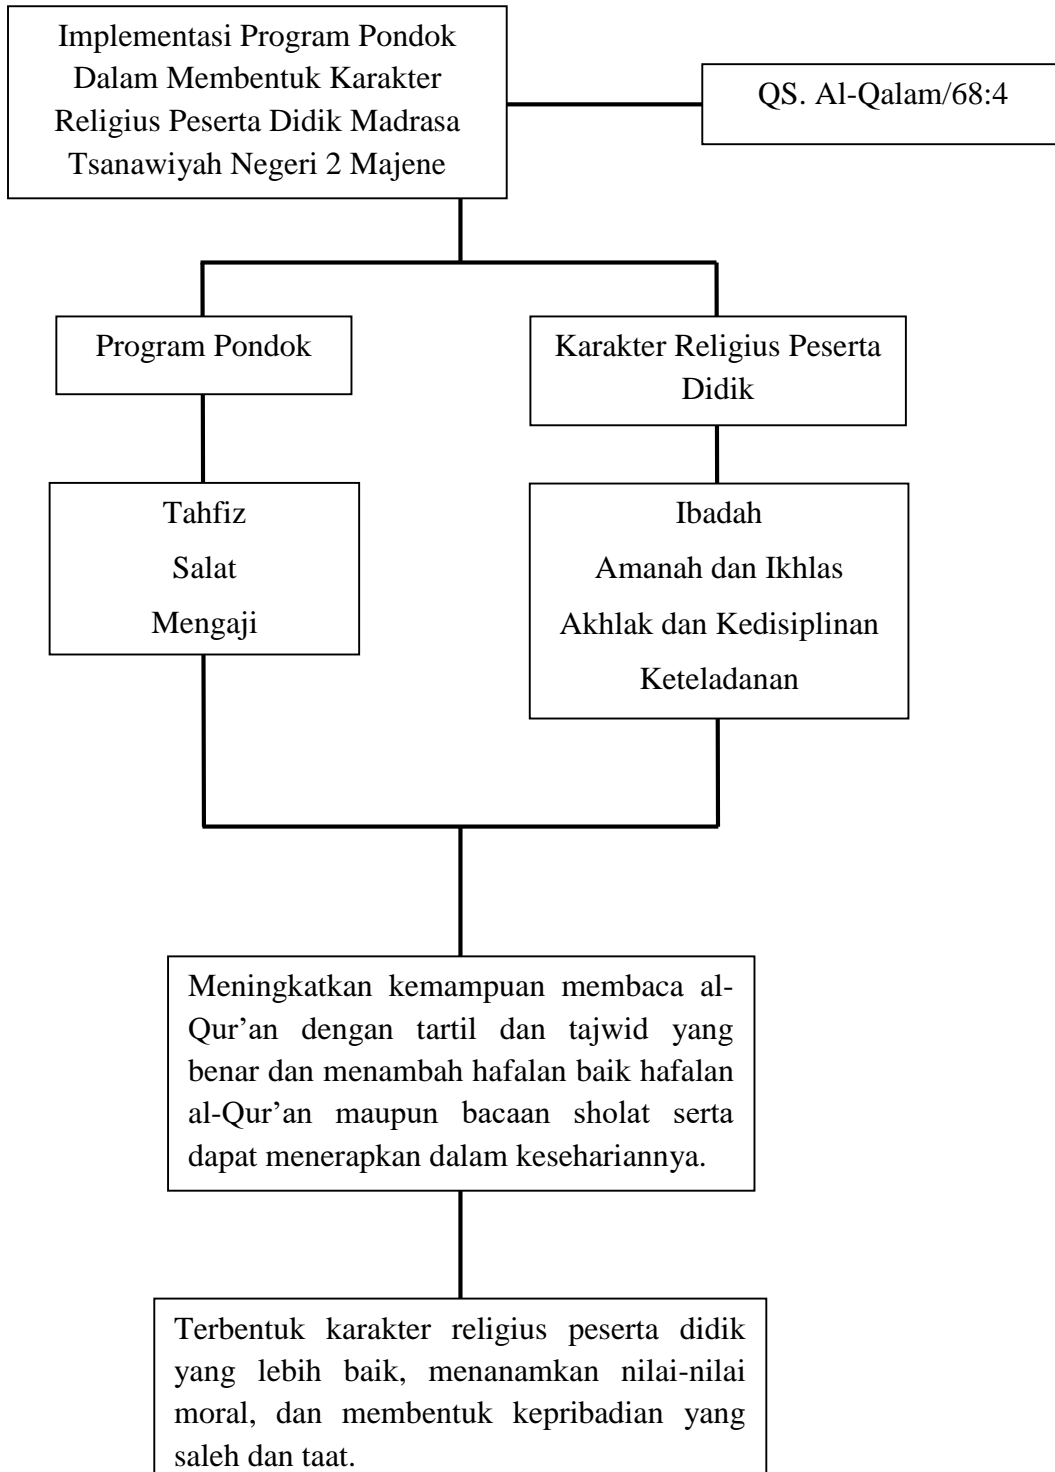 Implementasi Program Pondok
Dalam Membentuk Karakter
Religius Peserta Didik Madrasa
Tsanawiyah Negeri 2 Majene
QS. Al-Qalam/68:4
Program Pondok
Karakter Religius Peserta
Didik
Tahfiz
Salat
Mengaji
Ibadah
Amanah dan Ikhlas
Akhlak dan Kedisiplinan
Keteladanan
Meningkatkan kemampuan membaca al-
Qur’an dengan tartil dan tajwid yang
benar dan menambah hafalan baik hafalan
al-Qur’an maupun bacaan sholat serta
dapat menerapkan dalam kesehariannya.
Terbentuk karakter religius peserta didik
yang lebih baik, menanamkan nilai-nilai
moral, dan membentuk kepribadian yang
saleh dan taat.